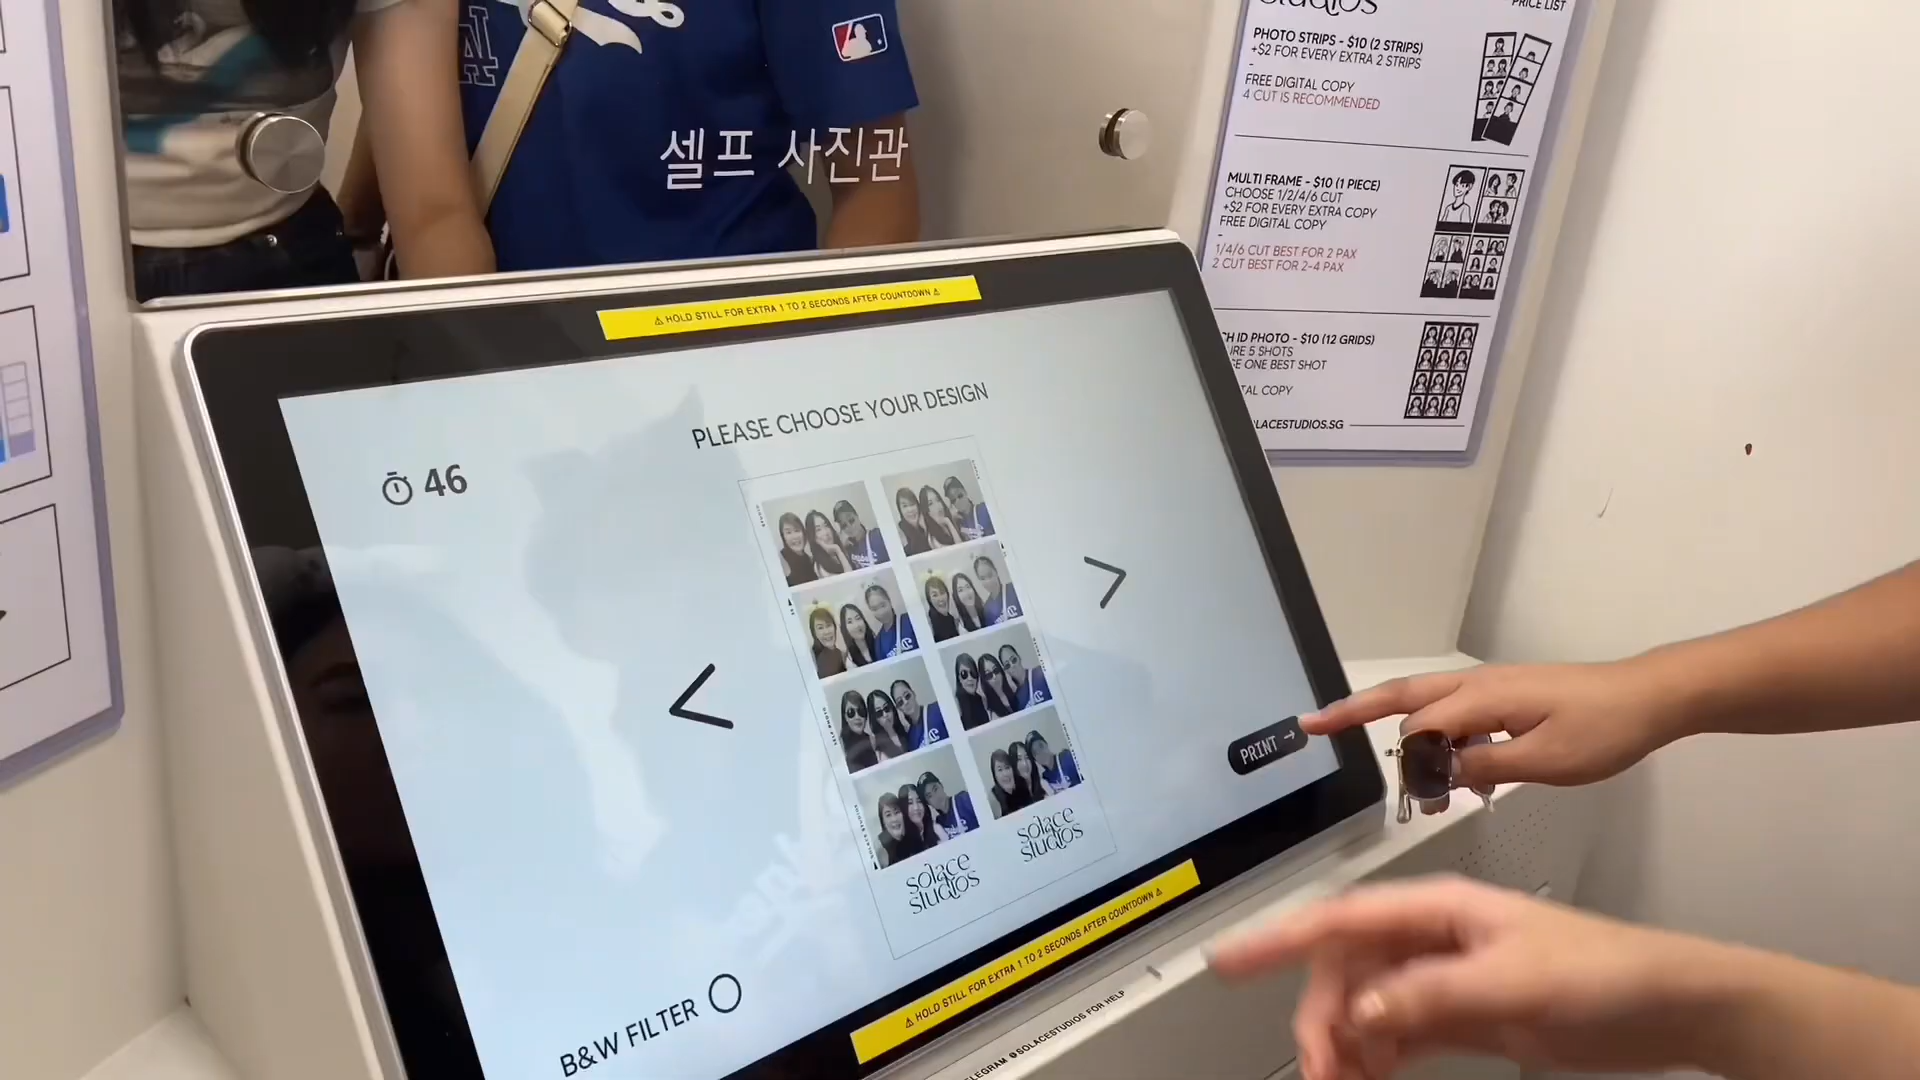 studios
PRICE LIST
PHOTO STRIPS - $10 (2 STRIPS)
+$2 FOR EVERY EXTRA 2 STRIPS
-
FREE DIGITAL COPY
4 CUT IS RECOMMENDED
MULTI FRAME - $10 (1 PIECE)
CHOOSE 1/2/4/6 CUT
+$2 FOR EVERY EXTRA COPY
FREE DIGITAL COPY
-
1/4/6 CUT BEST FOR 2 PAX
2 CUT BEST FOR 2-4 PAX
ID PHOTO - $10 (12 GRIDS)
5 SHOTS
ONE BEST SHOT
COPY
LACESTUDIOS.SG
LA
셀프 사진관
⚠ HOLD STILL FOR EXTRA 1 TO 2 SECONDS AFTER COUNTDOWN ⚠
PLEASE CHOOSE YOUR DESIGN
46
<
>
solace
studios
solace
studios
PRINT →
B&W FILTER
⚠ HOLD STILL FOR EXTRA 1 TO 2 SECONDS AFTER COUNTDOWN ⚠
TELEGRAM @SOLACESTUDIOS FOR HELP